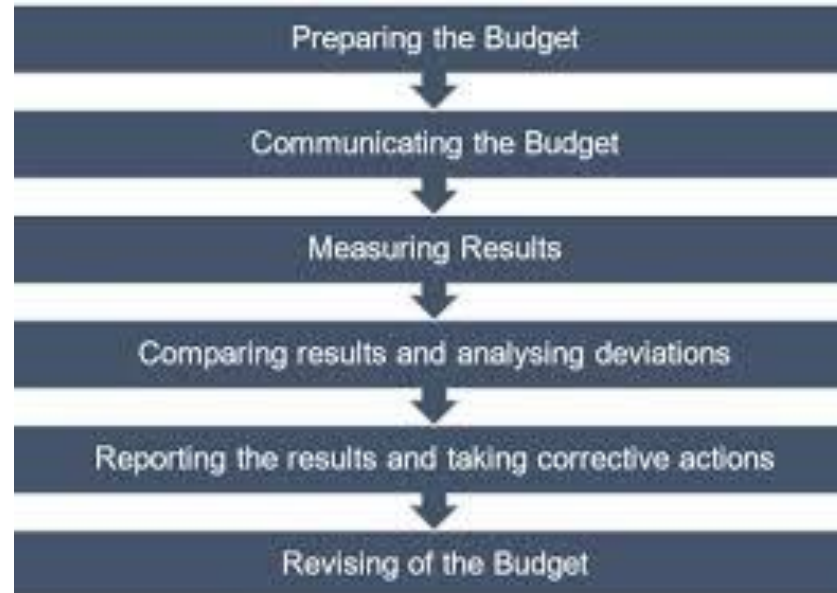 Preparing the Budget
Communicating the Budget
Measuring Results
Comparing results and analysing deviations
Reporting the results and taking corrective actions
Revising of the Budget